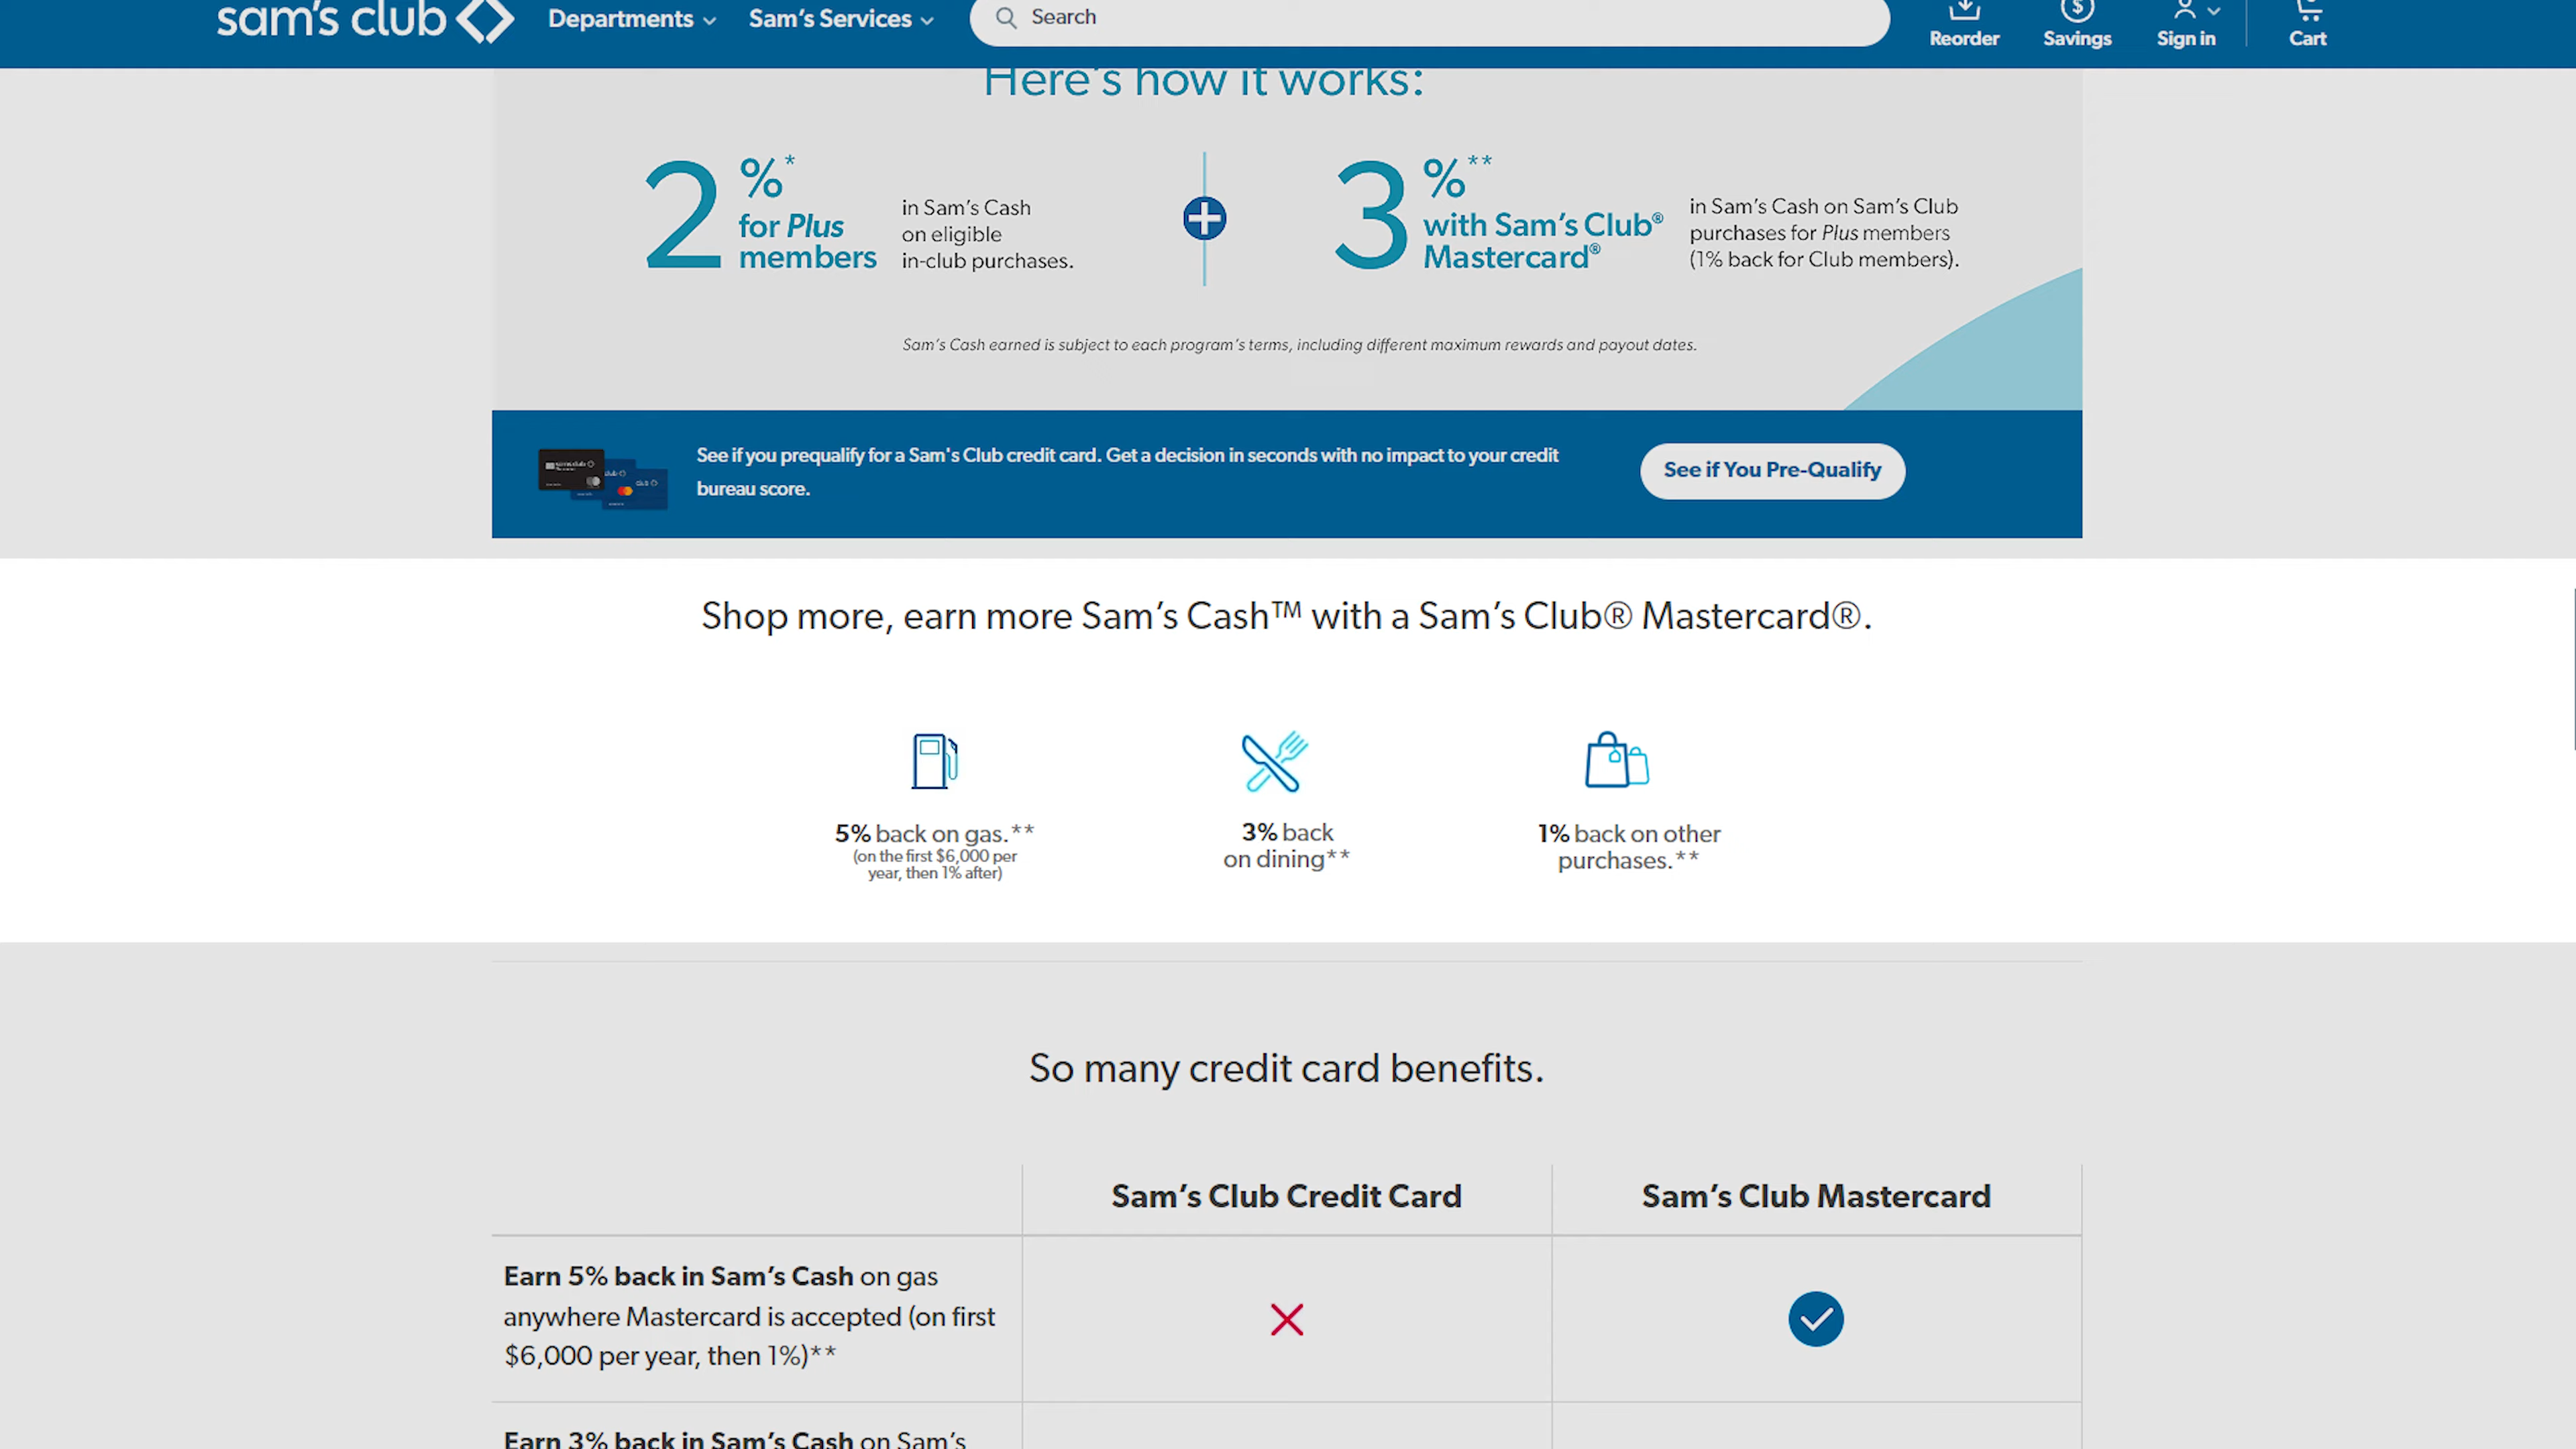 sam's club
Departments
Sam's Services
Search
Reorder
Savings
Sign in
Cart
Here's how it works:
2%*
for Plus
members
in Sam's Cash
on eligible
in-club purchases.
3%**
with Sam's Club®
Mastercard®
in Sam's Cash on Sam's Club
purchases for Plus members
(1% back for Club members).
Sam's Cash earned is subject to each program's terms, including different maximum rewards and payout dates.
See if you prequalify for a Sam's Club credit card. Get a decision in seconds with no impact to your credit
bureau score.
See if You Pre-Qualify
Shop more, earn more Sam's Cash™ with a Sam's Club® Mastercard®.
5% back on gas.**
(on the first $6,000 per
year, then 1% after)
3% back
on dining**
1% back on other
purchases.**
So many credit card benefits.
Sam's Club Credit Card
Sam's Club Mastercard
Earn 5% back in Sam's Cash on gas
anywhere Mastercard is accepted (on first
$6,000 per year, then 1%)**
Earn 3% back in Sam's Cash on Sam's